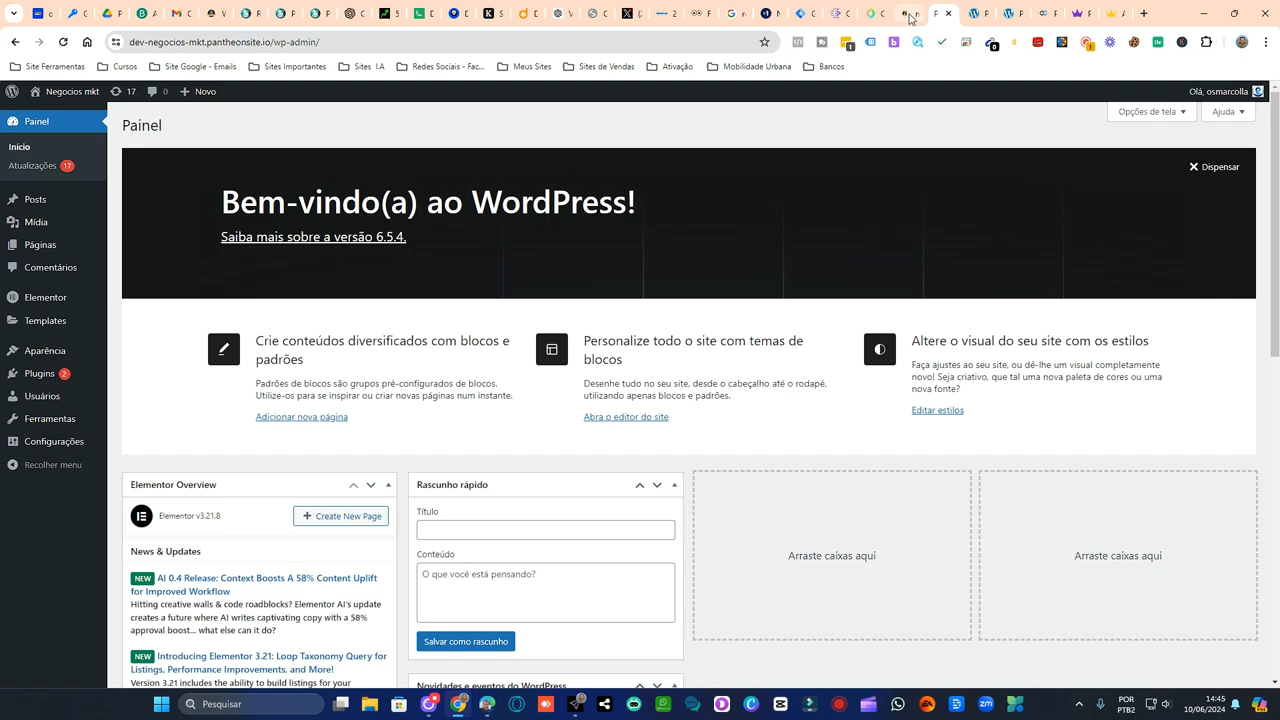 dev-negocios-mkt.pantheonsite.io/wp-admin/
Site Ferramentas
Cursos
Site Google - Emails
Sites Importantes
Sites I.A
Redes Sociais - Fac...
Meus Sites
Sites de Vendas
Ativação
Mobilidade Urbana
Bancos
Negocios mkt
17
0
Novo
Olá, osmarcolla
Painel
Início
Atualizações 17
Posts
Mídia
Páginas
Comentários
Elementor
Templates
Aparência
Plugins 2
Usuários
Ferramentas
Configurações
Recolher menu
Painel
Opções de tela
Ajuda
Dispensar
Bem-vindo(a) ao WordPress!
Saiba mais sobre a versão 6.5.4.
Crie conteúdos diversificados com blocos e
padrões
Padrões de blocos são grupos pré-configurados de blocos.
Utilize-os para se inspirar ou criar novas páginas num instante.
Adicionar nova página
Personalize todo o site com temas de
blocos
Desenhe tudo no seu site, desde o cabeçalho até o rodapé,
utilizando apenas blocos e padrões.
Abra o editor do site
Altere o visual do seu site com os estilos
Faça ajustes ao seu site, ou dê-lhe um visual completamente
novo! Seja criativo, que tal uma nova paleta de cores ou uma
nova fonte?
Editar estilos
Elementor Overview
Elementor v3.21.8
Create New Page
News & Updates
NEW AI 0.4 Release: Context Boosts A 58% Content Uplift
for Improved Workflow
Hitting creative walls & code roadblocks? Elementor AI's update
creates a future where AI writes captivating copy with a 58%
approval boost... what else can it do?
NEW Introducing Elementor 3.21: Loop Taxonomy Query for
Listings, Performance Improvements, and More!
Version 3.21 includes the ability to build listings for your
Rascunho rápido
Título
Conteúdo
O que você está pensando?
Salvar como rascunho
Novidades e eventos do WordPress
Arraste caixas aqui
Arraste caixas aqui
Pesquisar
POR
PTB2
14:45
10/06/2024